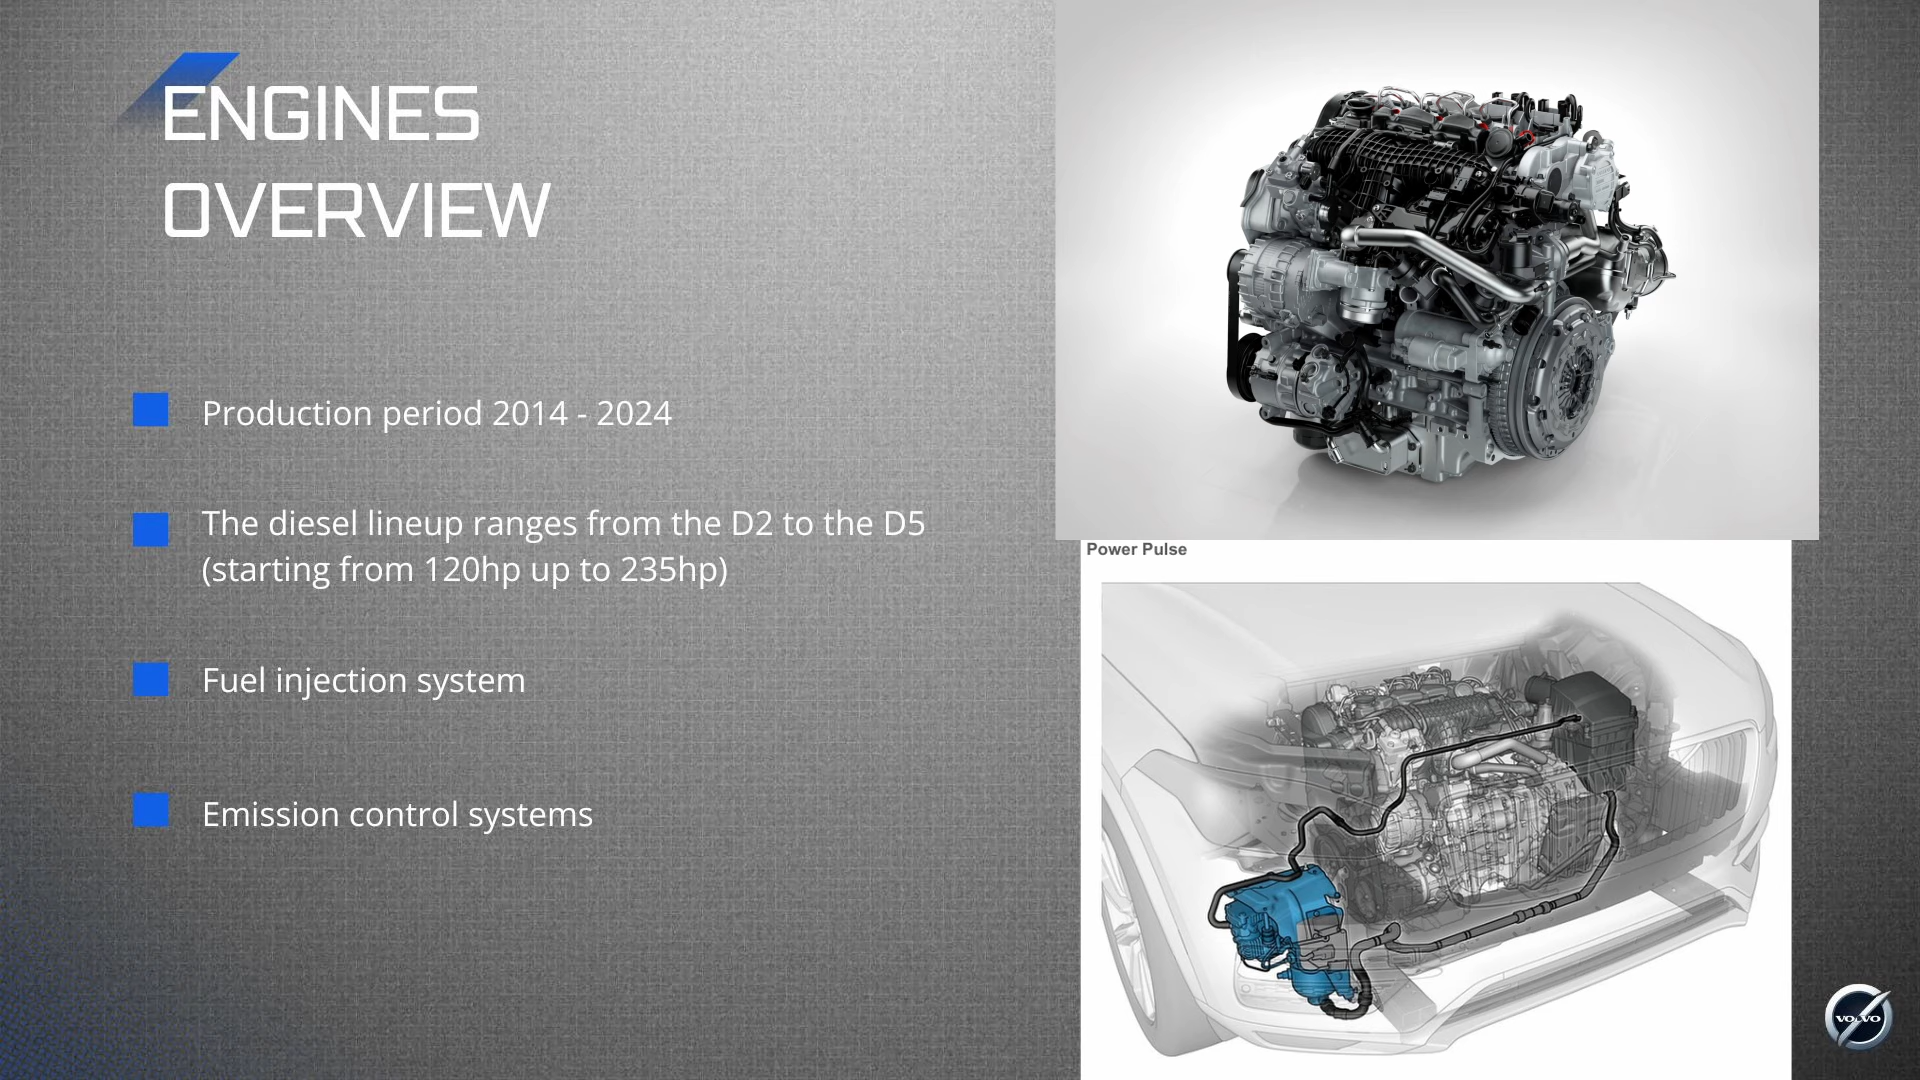 ENGINES
OVERVIEW
Production period 2014 - 2024
The diesel lineup ranges from the D2 to the D5
(starting from 120hp up to 235hp)
Fuel injection system
Emission control systems
Power Pulse
VOLVO